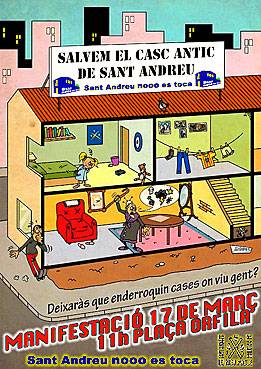 SALVEM EL CASC ANTIC
DE SANT ANDREU
Sant Andreu nooo es toca
Deixaràs que enderroquin cases on viu gent?
MANIFESTACIÓ 17 DE MARÇ
11h PLAÇA ORFILA
Sant Andreu nooo es toca